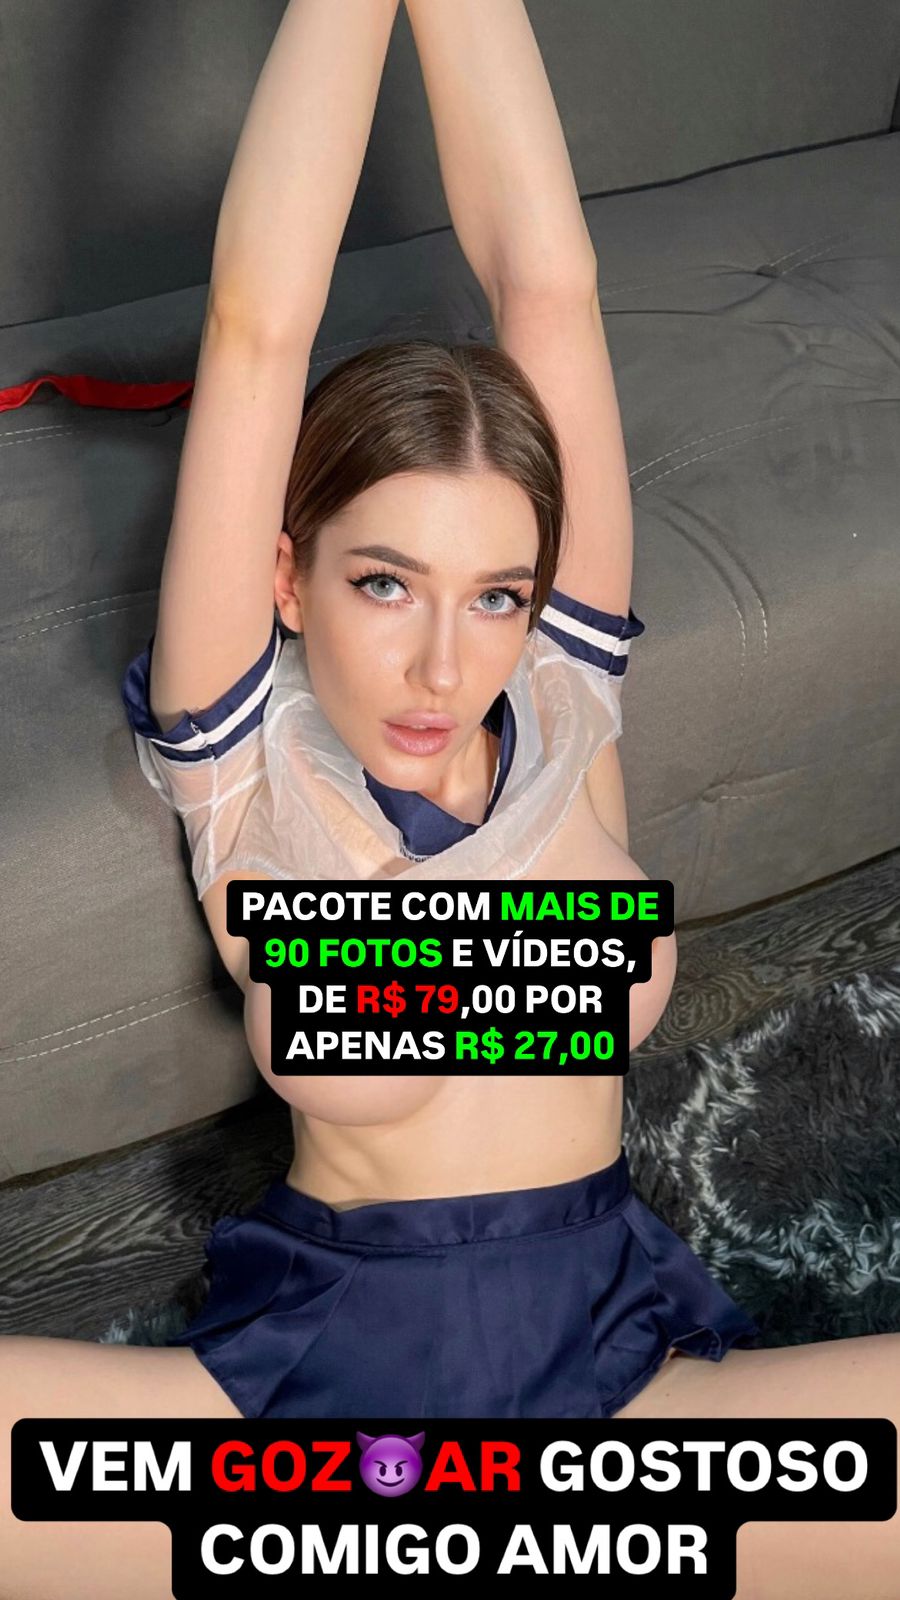 PACOTE COM MAIS DE
90 FOTOS E VÍDEOS,
DE R$ 79,00 POR
APENAS R$ 27,00
VEM GOZ😈AR GOSTOSO
COMIGO AMOR